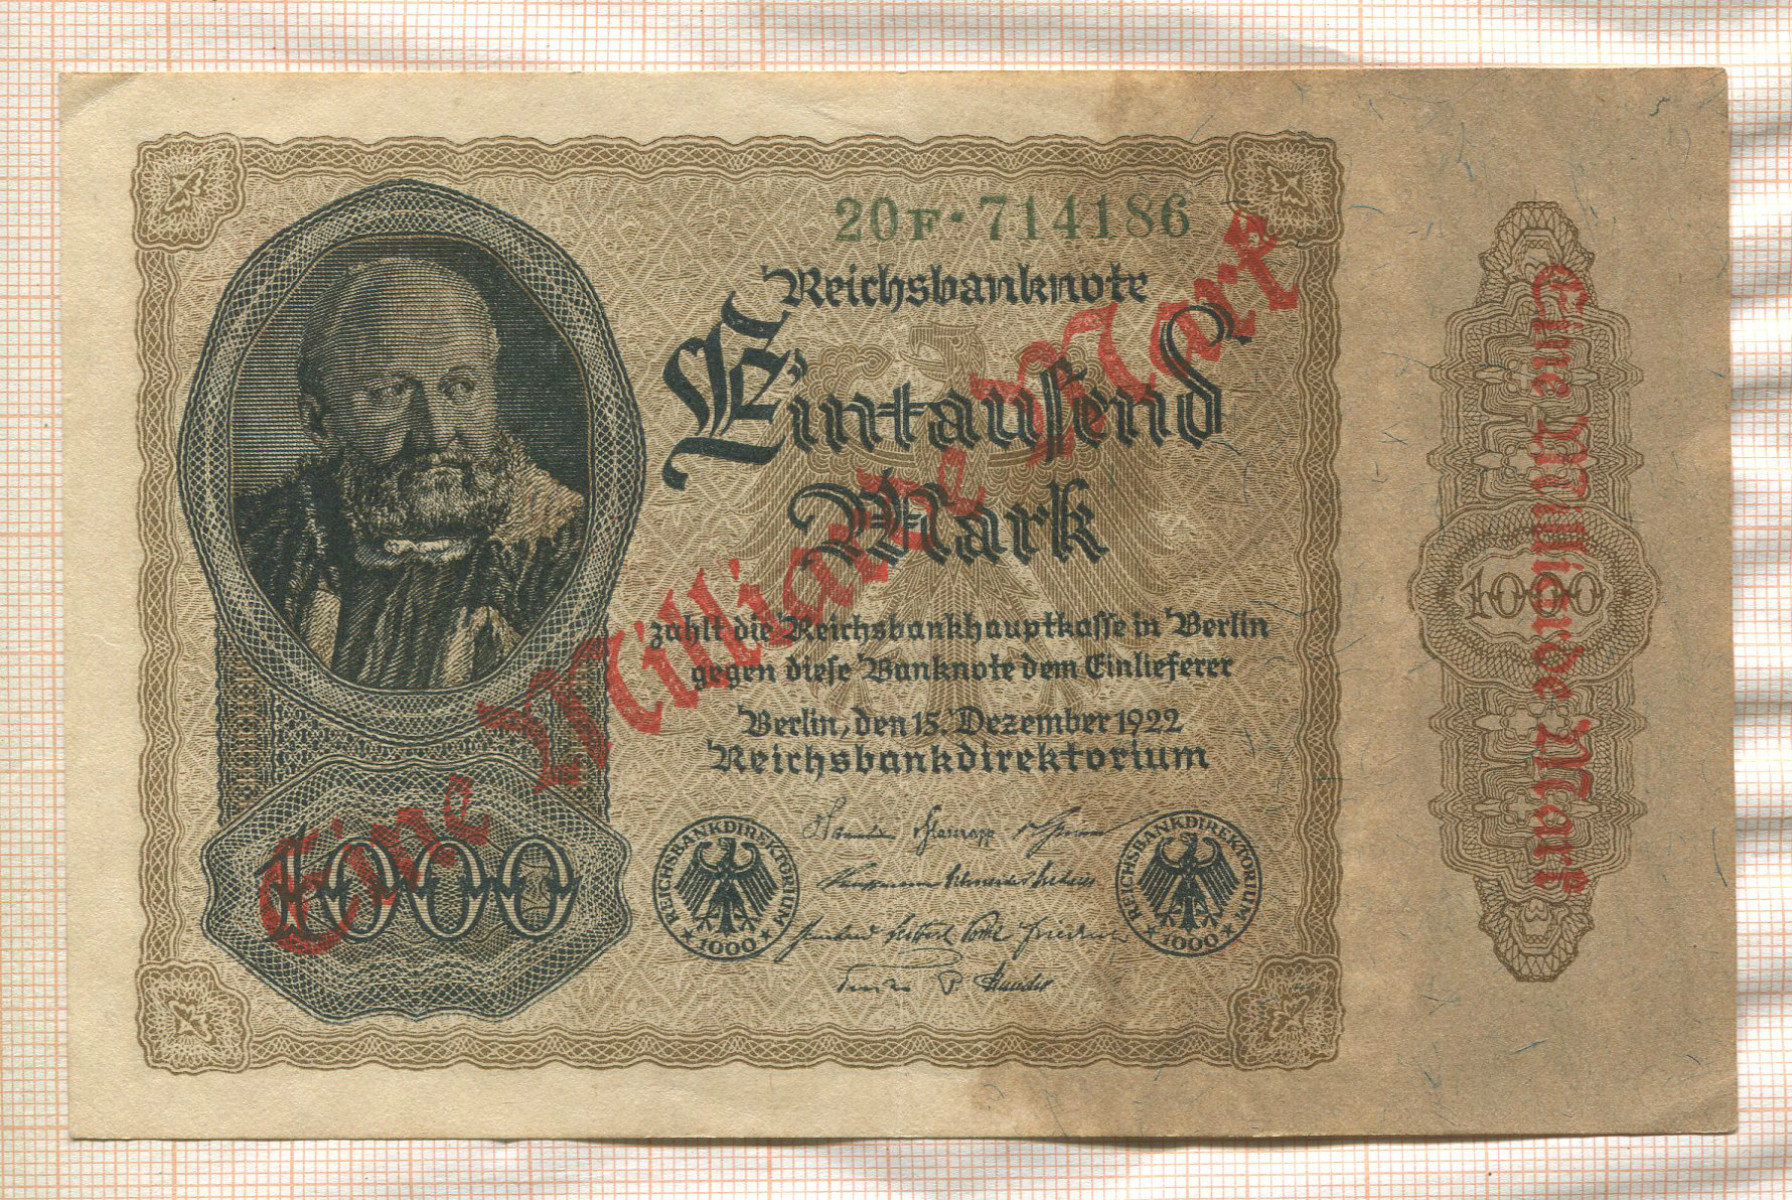 20F·714186
Reichsbanknote
Eintausend
Mark
zahlt die Reichsbankhauptkasse in Berlin
gegen diese Banknote dem Einlieferer
Berlin, den 15. Dezember 1922
Reichsbankdirektorium
Eine Milliarde Mark
1000
REICHSBANKDIREKTORIUM
★1000★
REICHSBANKDIREKTORIUM
★1000★
Eine Milliarde Mark
1000